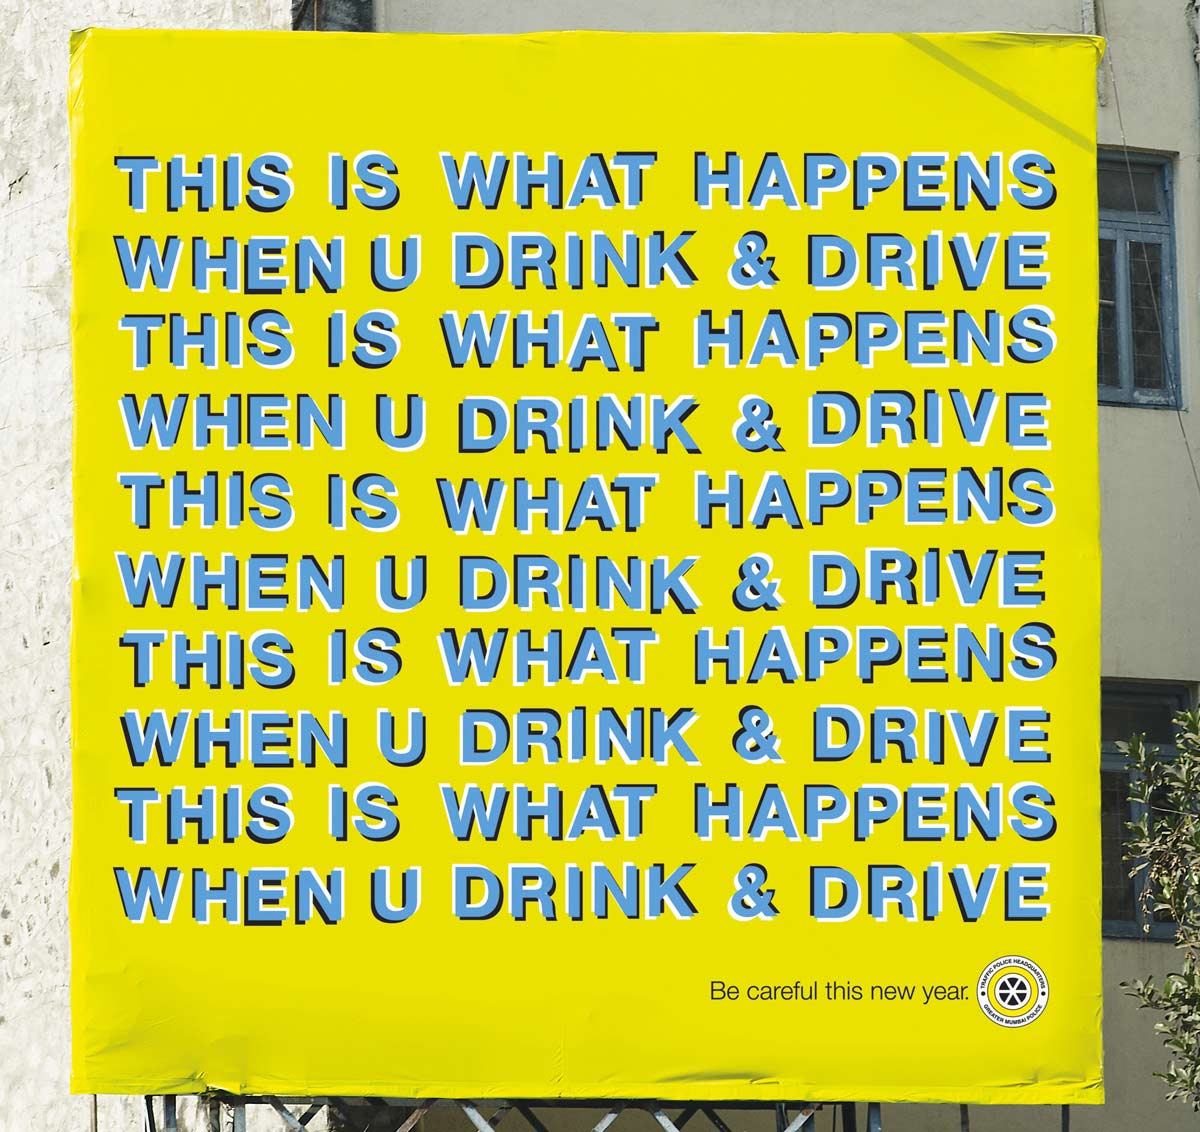 THIS IS WHAT HAPPENS
WHEN U DRINK & DRIVE
THIS IS WHAT HAPPENS
WHEN U DRINK & DRIVE
THIS IS WHAT HAPPENS
WHEN U DRINK & DRIVE
THIS IS WHAT HAPPENS
WHEN U DRINK & DRIVE
THIS IS WHAT HAPPENS
WHEN U DRINK & DRIVE
Be careful this new year.
TRAFFIC POLICE HEADQUARTERS
GREATER MUMBAI POLICE